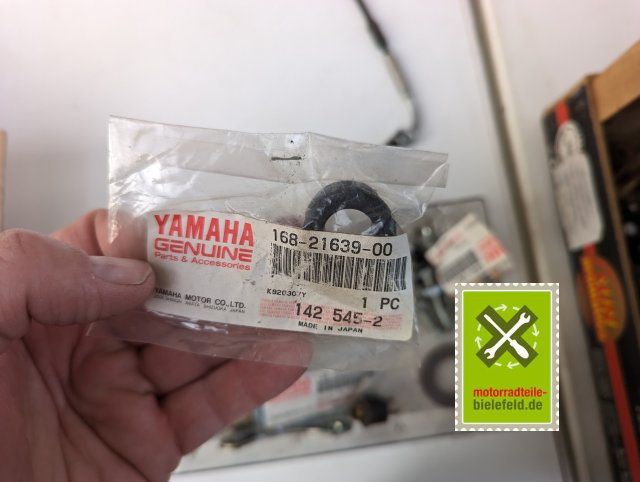 YAMAHA
GENUINE
Parts & Accessories
168-21639-00
1 PC
YAMAHA MOTOR CO., LTD.
142 545-2
MADE IN JAPAN
motorradteile-
bielefeld.de